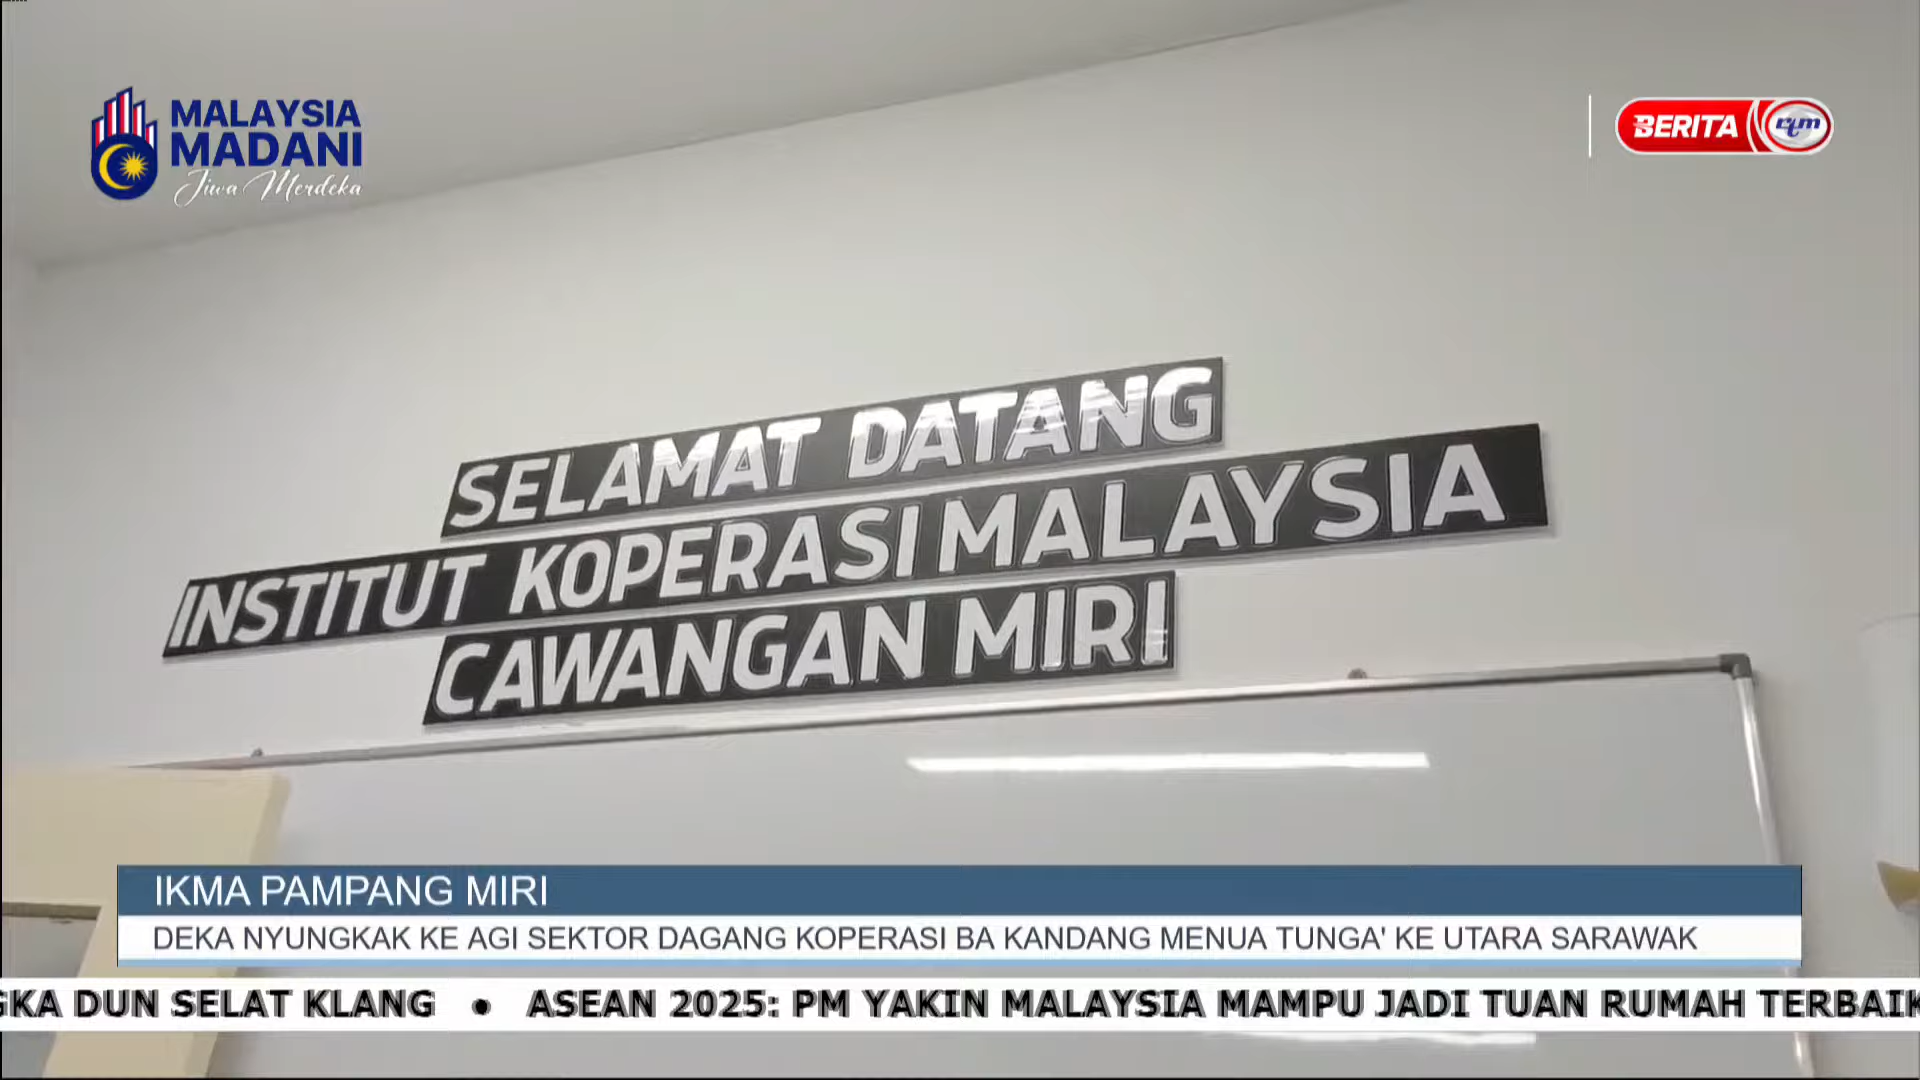 MALAYSIA
MADANI
Jiwa Merdeka
BERITA rtm
SELAMAT DATANG
INSTITUT KOPERASI MALAYSIA
CAWANGAN MIRI
IKMA PAMPANG MIRI
DEKA NYUNGKAK KE AGI SEKTOR DAGANG KOPERASI BA KANDANG MENUA TUNGA' KE UTARA SARAWAK
GKA DUN SELAT KLANG • ASEAN 2025: PM YAKIN MALAYSIA MAMPU JADI TUAN RUMAH TERBAIK